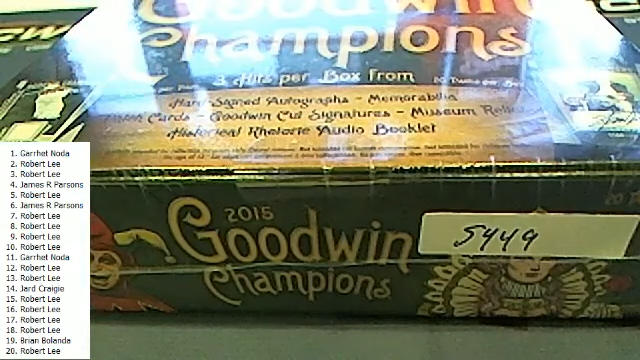 Goodwin
Champions
3 Hits per Box from
Hand-Signed Autographs - Memorabilia
Cards - Goodwin Cut Signatures - Museum
Historical Rhetoric Audio Booklet
2015
Goodwin
Champions
5449
1. Garrhet Noda
2. Robert Lee
3. Robert Lee
4. James R Parsons
5. Robert Lee
6. James R Parsons
7. Robert Lee
8. Robert Lee
9. Robert Lee
10. Robert Lee
11. Garrhet Noda
12. Robert Lee
13. Robert Lee
14. Jard Craigie
15. Robert Lee
16. Robert Lee
17. Robert Lee
18. Robert Lee
19. Brian Bolanda
20. Robert Lee